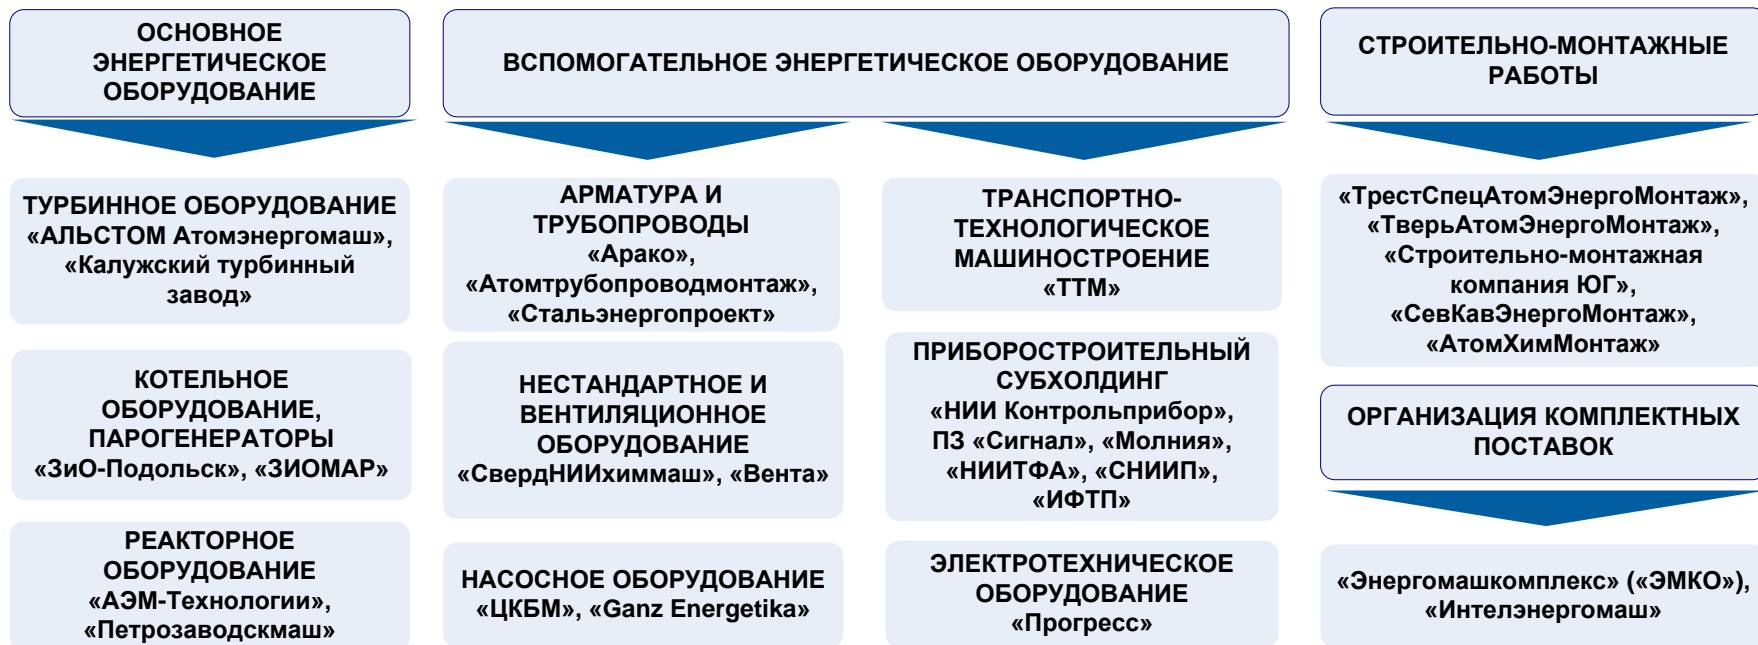 ОСНОВНОЕ
ЭНЕРГЕТИЧЕСКОЕ
ОБОРУДОВАНИЕ
ТУРБИННОЕ ОБОРУДОВАНИЕ
«АЛЬСТОМ Атомэнергомаш»,
«Калужский турбинный
завод»
КОТЕЛЬНОЕ
ОБОРУДОВАНИЕ,
ПАРОГЕНЕРАТОРЫ
«ЗиО-Подольск», «ЗИОМАР»
РЕАКТОРНОЕ
ОБОРУДОВАНИЕ
«АЭМ-Технологии»,
«Петрозаводскмаш»
ВСПОМОГАТЕЛЬНОЕ ЭНЕРГЕТИЧЕСКОЕ ОБОРУДОВАНИЕ
АРМАТУРА И
ТРУБОПРОВОДЫ
«Арако»,
«Атомтрубопроводмонтаж»,
«Стальэнергопроект»
НЕСТАНДАРТНОЕ И
ВЕНТИЛЯЦИОННОЕ
ОБОРУДОВАНИЕ
«СвердНИИхиммаш», «Вента»
НАСОСНОЕ ОБОРУДОВАНИЕ
«ЦКБМ», «Ganz Energetika»
ТРАНСПОРТНО-
ТЕХНОЛОГИЧЕСКОЕ
МАШИНОСТРОЕНИЕ
«ТТМ»
ПРИБОРОСТРОИТЕЛЬНЫЙ
СУБХОЛДИНГ
«НИИ Контрольприбор»,
ПЗ «Сигнал», «Молния»,
«НИИТФА», «СНИИП»,
«ИФТП»
ЭЛЕКТРОТЕХНИЧЕСКОЕ
ОБОРУДОВАНИЕ
«Прогресс»
СТРОИТЕЛЬНО-МОНТАЖНЫЕ
РАБОТЫ
«ТрестСпецАтомЭнергоМонтаж»,
«ТверьАтомЭнергоМонтаж»,
«Строительно-монтажная
компания ЮГ»,
«СевКавЭнергоМонтаж»,
«АтомХимМонтаж»
ОРГАНИЗАЦИЯ КОМПЛЕКТНЫХ
ПОСТАВОК
«Энергомашкомплекс» («ЭМКО»),
«Интелэнергомаш»